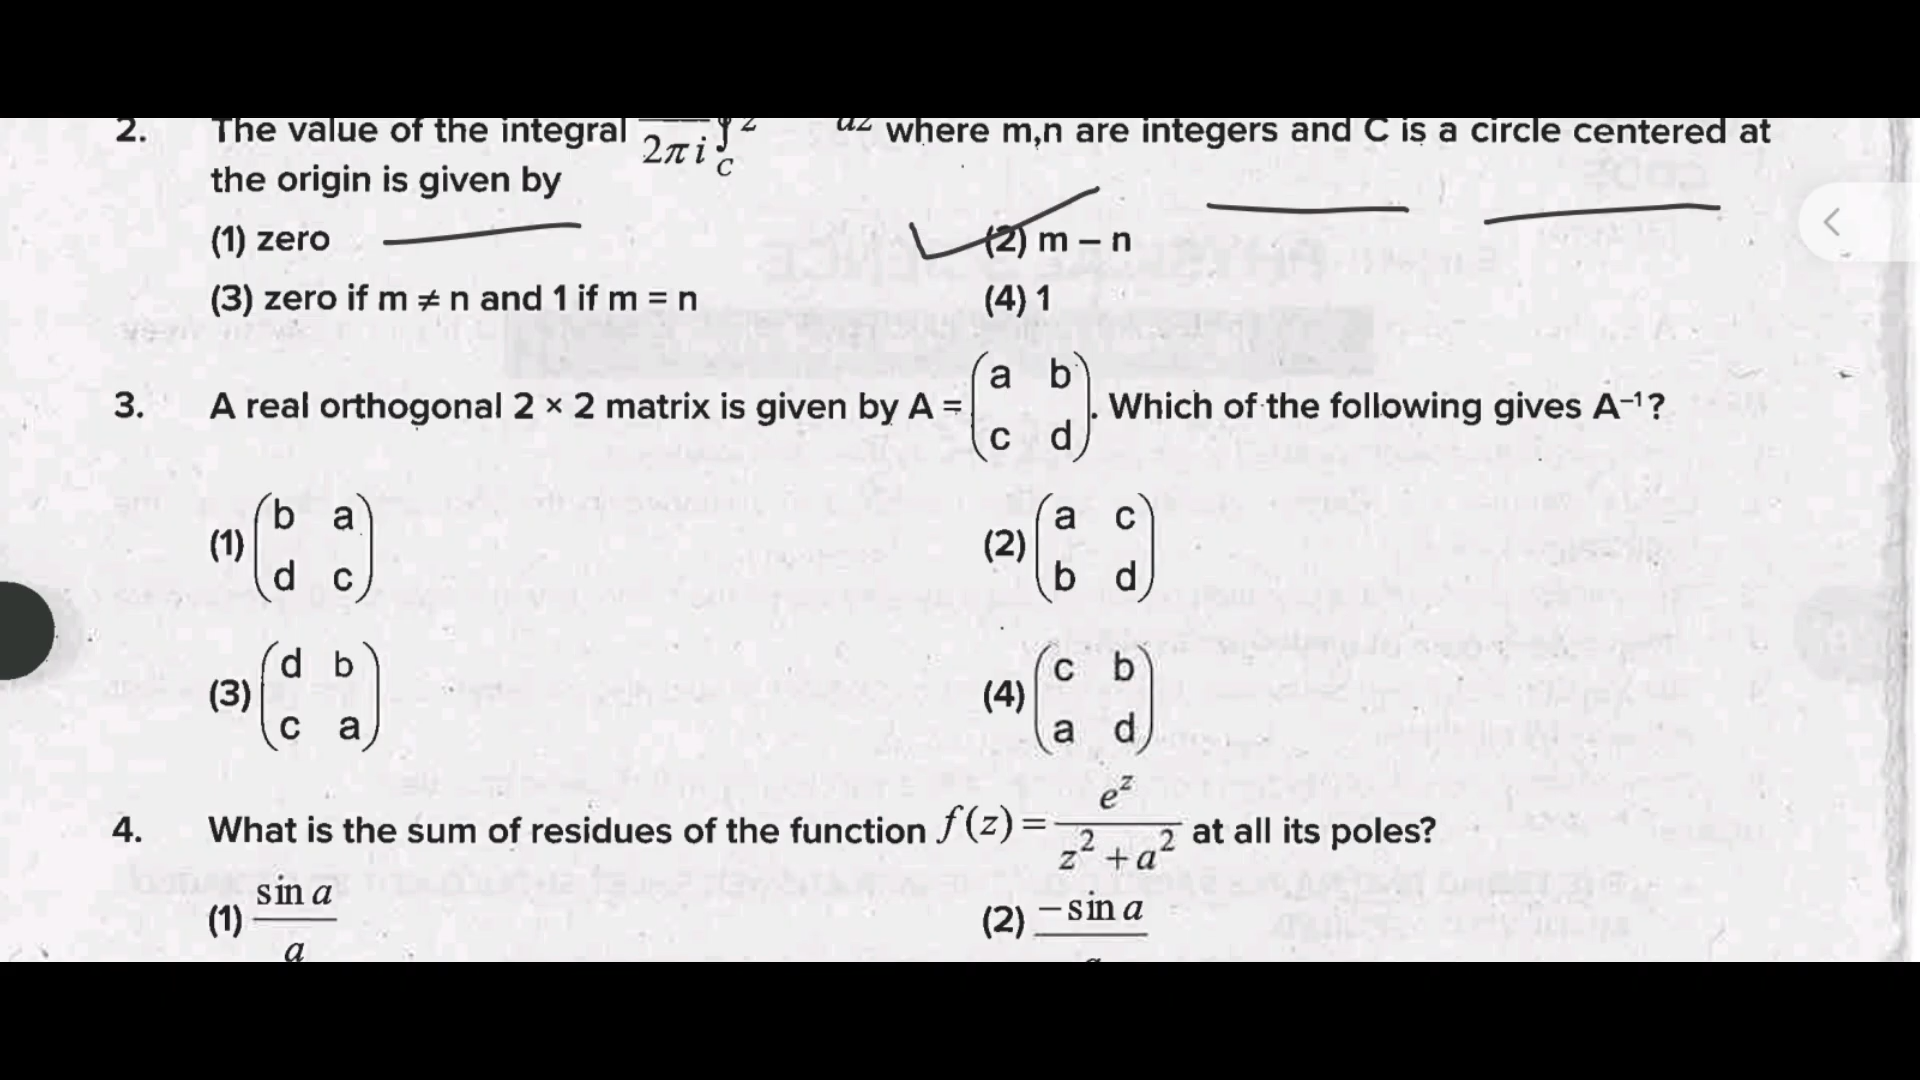 2. The value of the integral 2π i ∮ z dz where m,n are integers and C is a circle centered at
C
the origin is given by
(1) zero (2) m – n
(3) zero if m ≠ n and 1 if m = n (4) 1
3. A real orthogonal 2 × 2 matrix is given by A = (a b
c d). Which of the following gives A⁻¹?
(1) (b a
d c) (2) (a c
b d)
(3) (d b
c a) (4) (c b
a d)
4. What is the sum of residues of the function f(z) = e^z / (z² + a²) at all its poles?
(1) sin a / a (2) –sin a